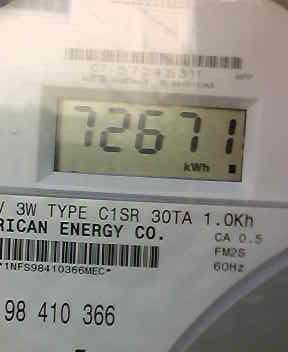 72671
kWh
V 3W TYPE C1SR 30TA 1.0Kh
RICAN ENERGY CO.
CA 0.5
FM2S
60Hz
*1NFS98410366MEC*
98 410 366